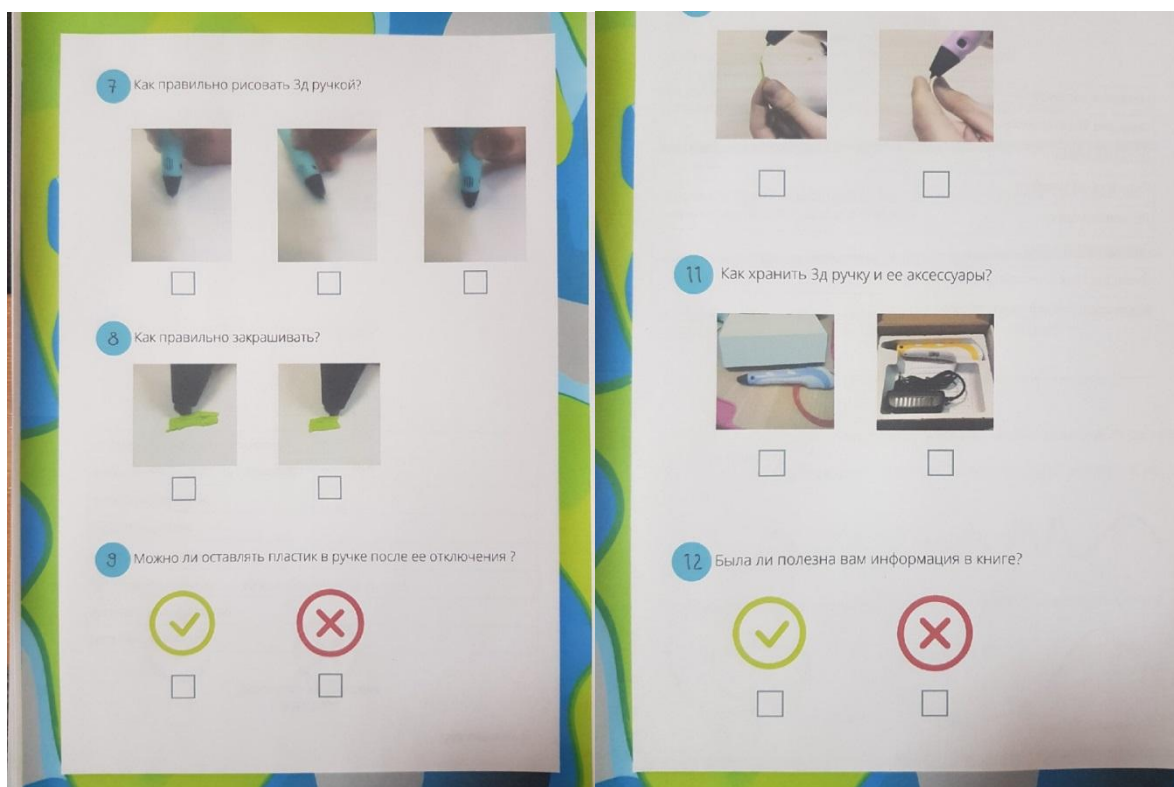 7 Как правильно рисовать 3д ручкой?
8 Как правильно закрашивать?
9 Можно ли оставлять пластик в ручке после ее отключения ?
11 Как хранить 3д ручку и ее аксессуары?
12 Была ли полезна вам информация в книге?